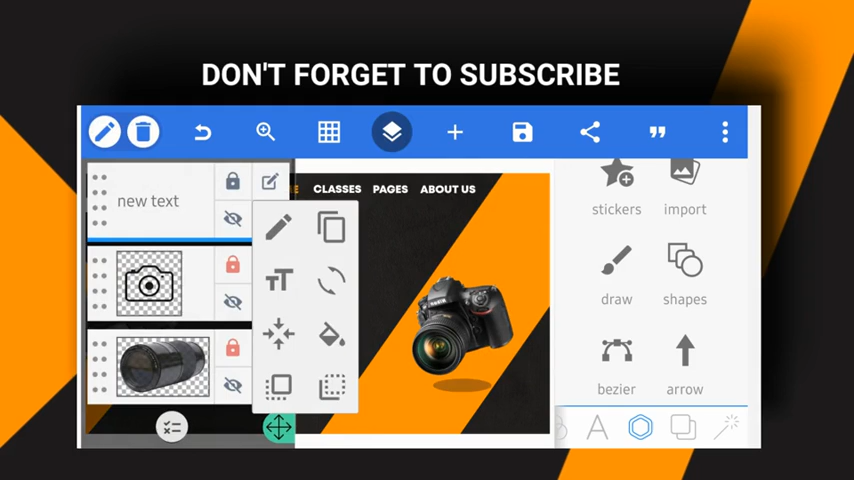 DON'T FORGET TO SUBSCRIBE
new text
CLASSES PAGES ABOUT US
stickers import
draw shapes
bezier arrow